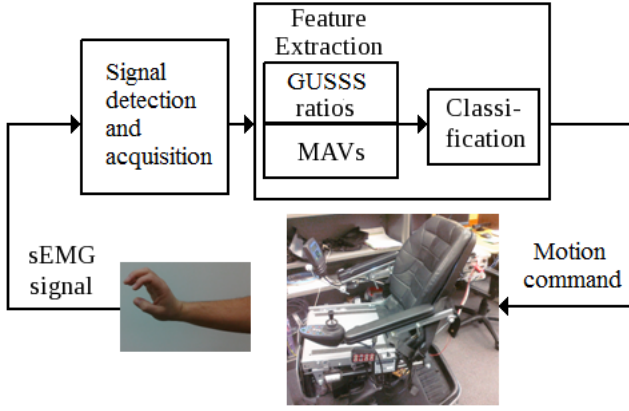 Feature
Extraction
Signal
detection
and
acquisition
GUSSS
ratios
MAVs
Classi-
fication
sEMG
signal
Motion
command